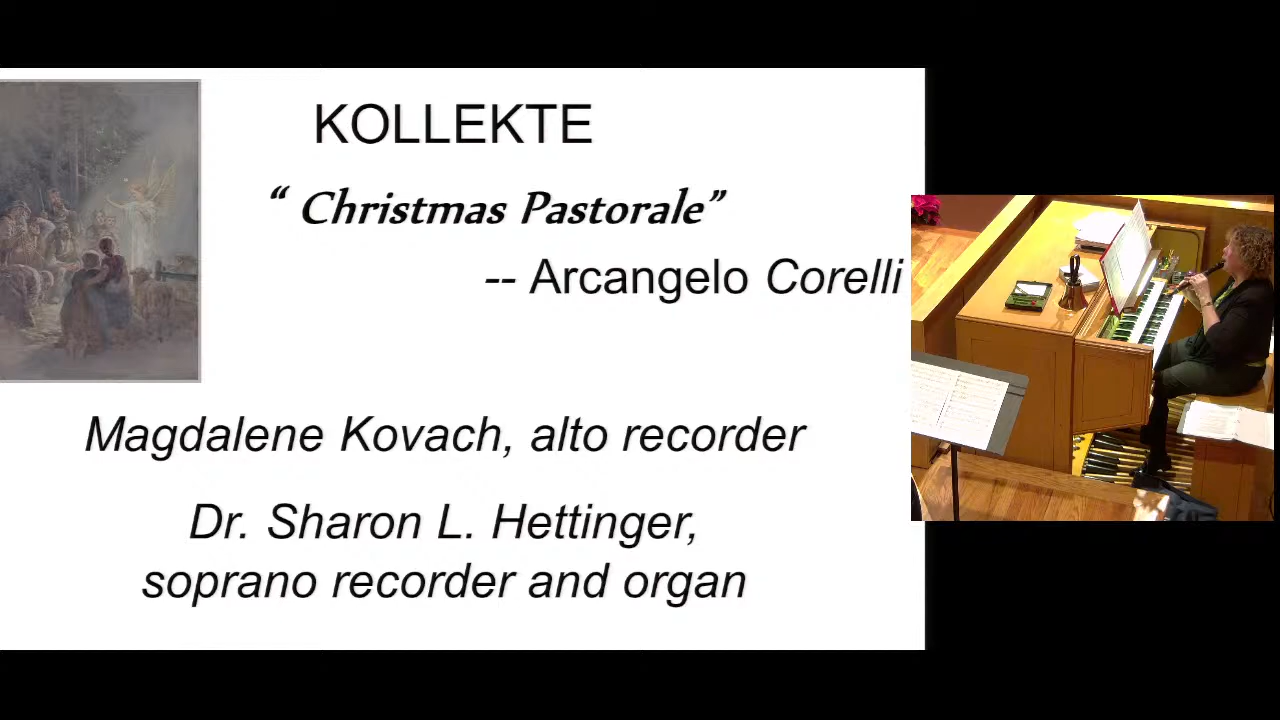 KOLLEKTE
“ Christmas Pastorale”
-- Arcangelo Corelli
Magdalene Kovach, alto recorder
Dr. Sharon L. Hettinger,
soprano recorder and organ